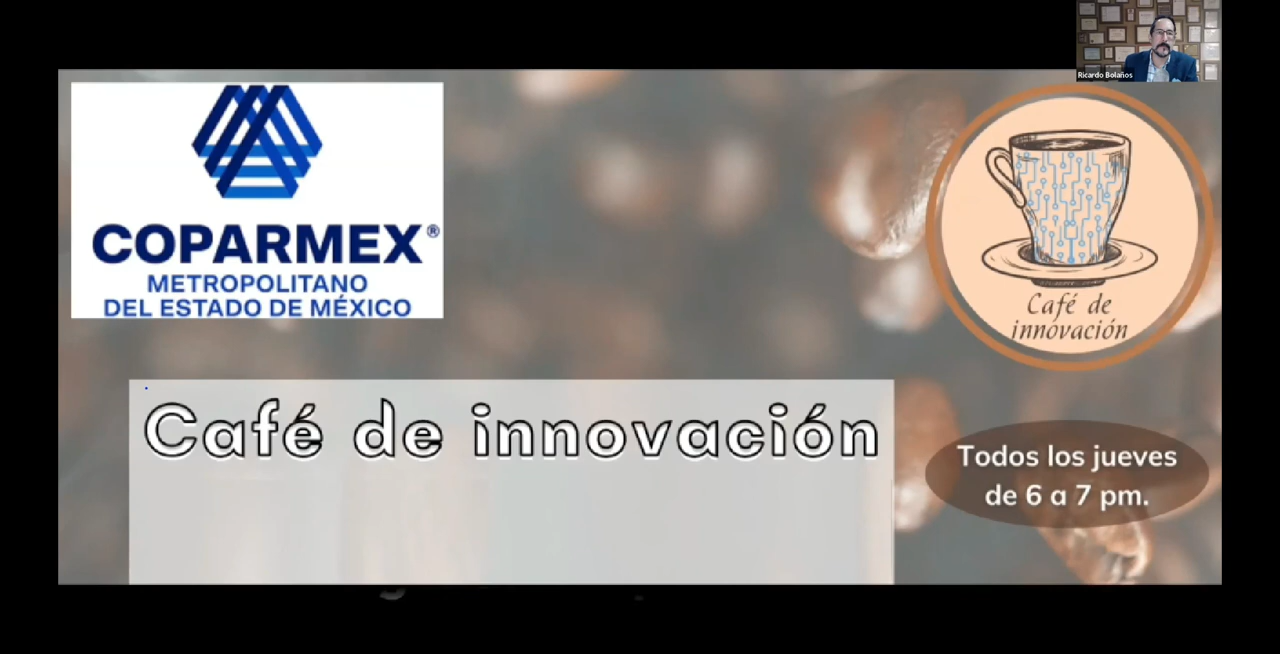 Ricardo Bolaños
COPARMEX®
METROPOLITANO
DEL ESTADO DE MÉXICO
Café de
innovación
Café de innovación
Todos los jueves
de 6 a 7 pm.